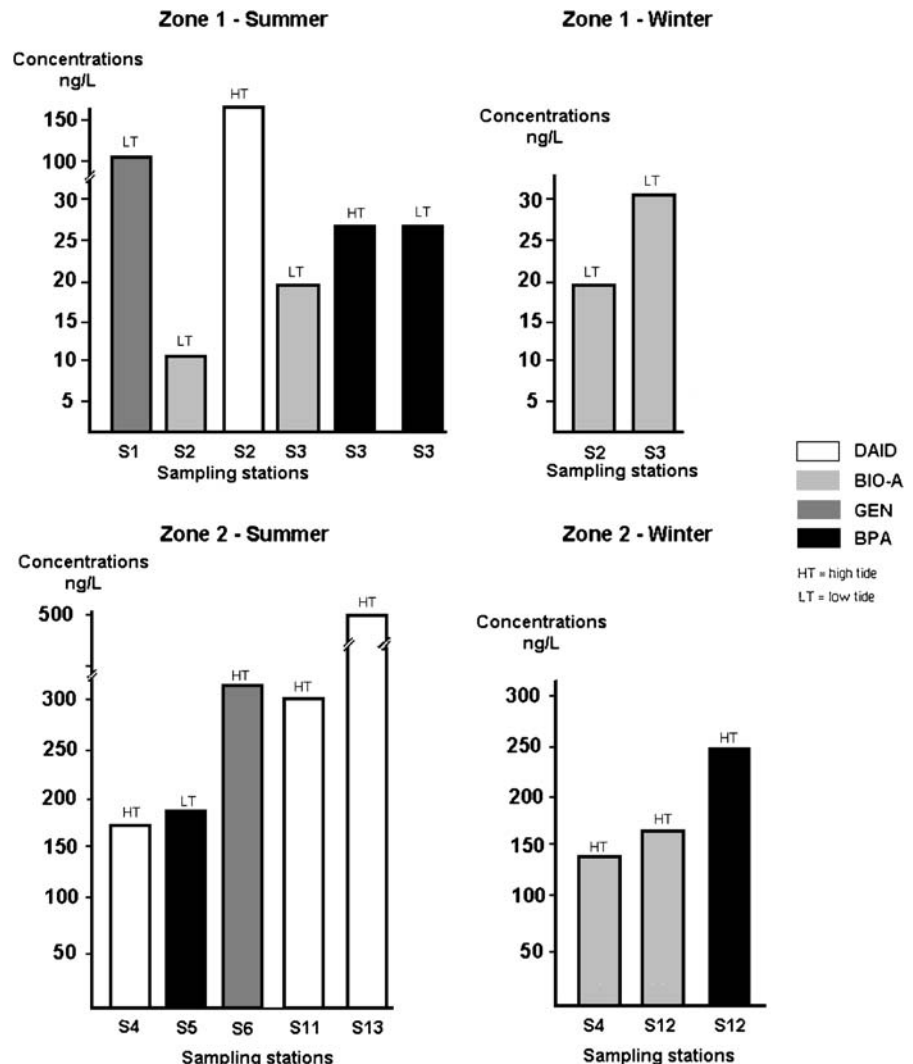 Zone 1 - Summer
Concentrations
ng/L
150
100
30
25
20
15
10
5
LT
LT
HT
LT
HT
LT
S1 S2 S2 S3 S3 S3
Sampling stations
Zone 1 - Winter
Concentrations
ng/L
30
25
20
15
10
5
LT
LT
S2 S3
Sampling stations
DAID
BIO-A
GEN
BPA
HT = high tide
LT = low tide
Zone 2 - Summer
Concentrations
ng/L
500
300
250
200
150
100
50
HT
LT
HT
HT
HT
S4 S5 S6 S11 S13
Sampling stations
Zone 2 - Winter
Concentrations
ng/L
300
250
200
150
100
50
HT
HT
HT
S4 S12 S12
Sampling stations